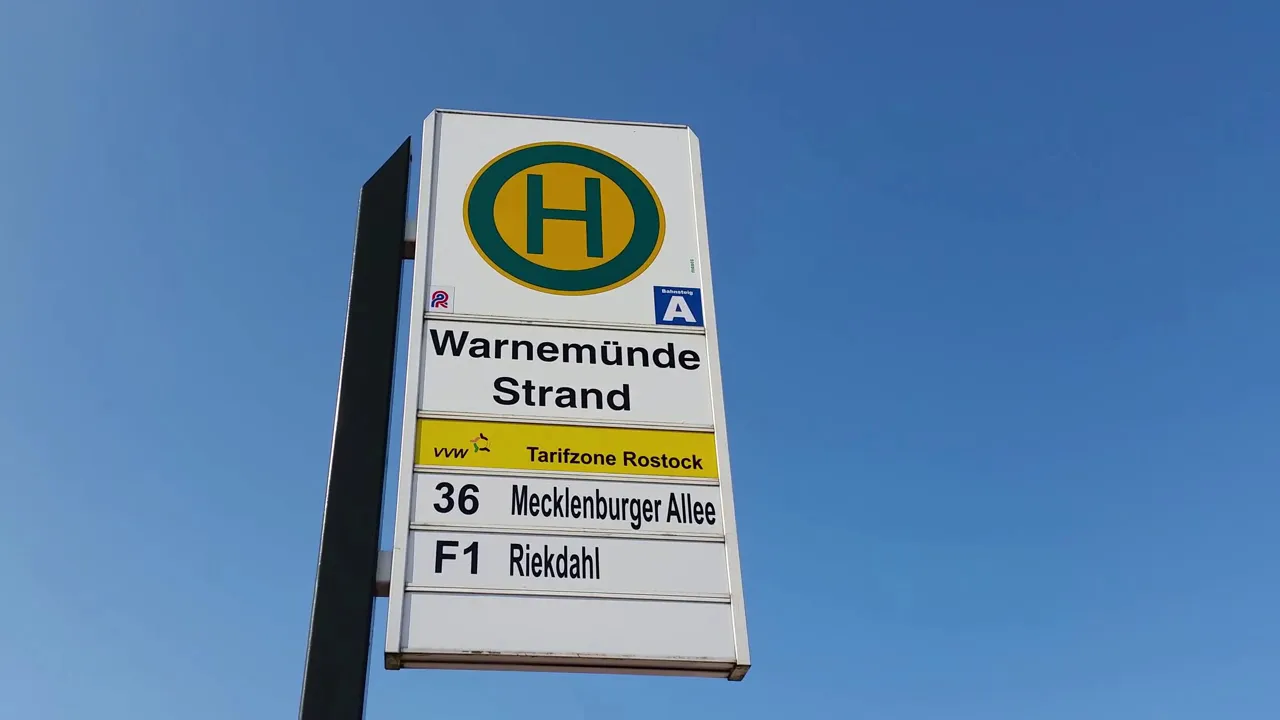 H
Bahnsteig
A
Warnemünde
Strand
vvw Tarifzone Rostock
36 Mecklenburger Allee
F1 Riekdahl